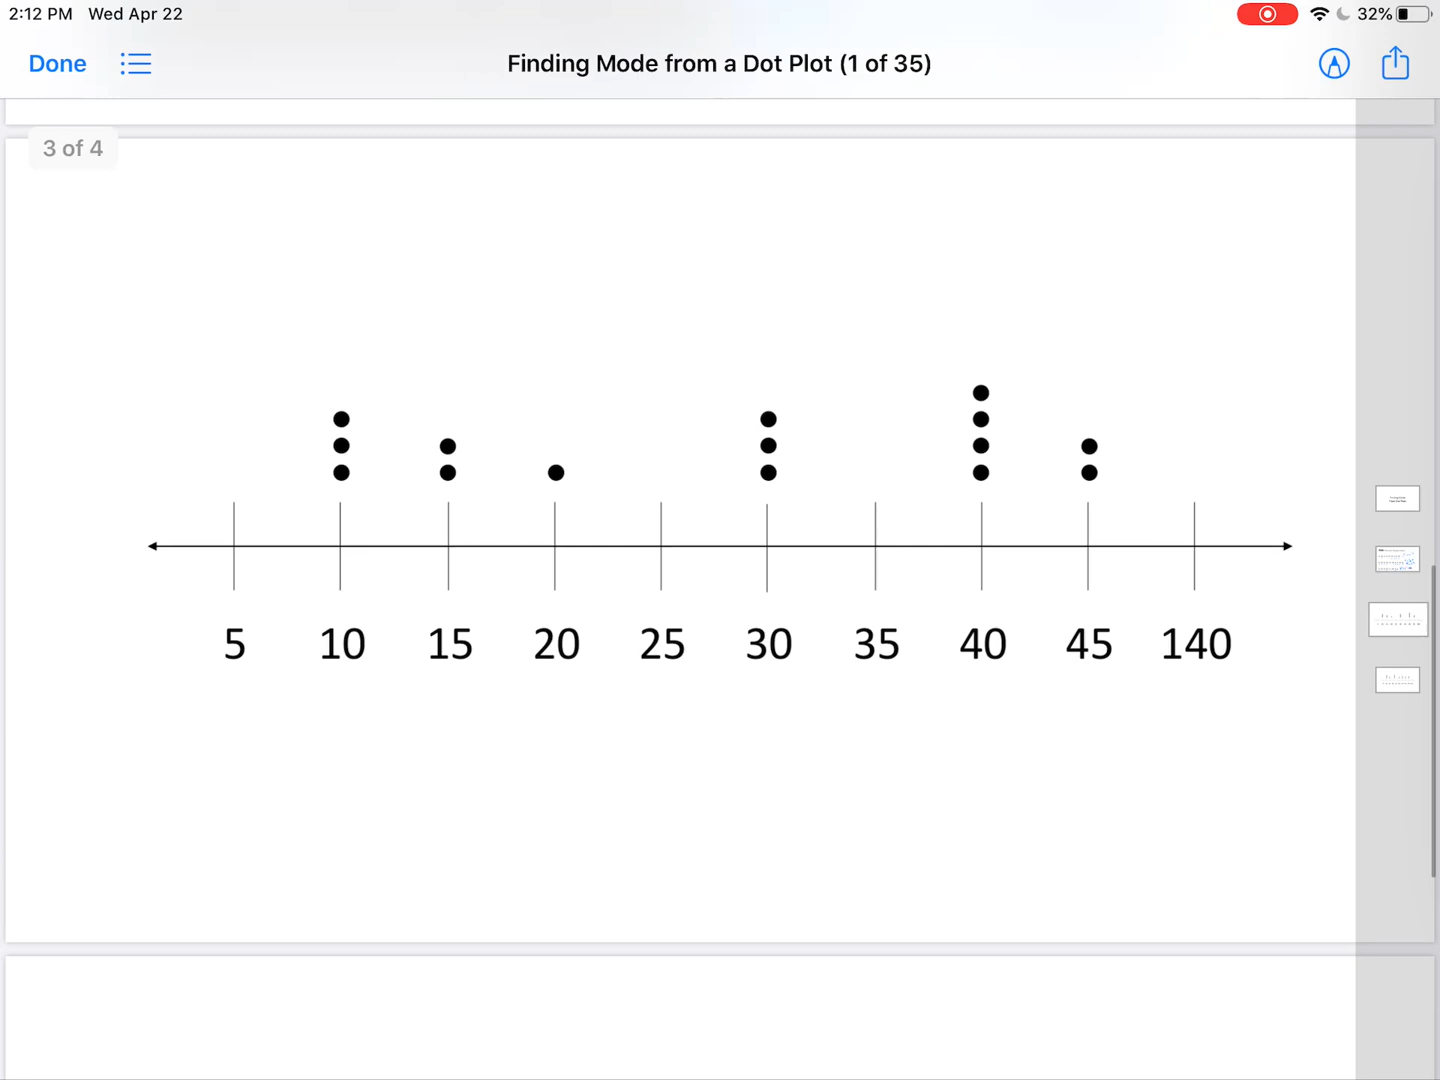 2:12 PM Wed Apr 22
32%
Done
Finding Mode from a Dot Plot (1 of 35)
3 of 4
5 10 15 20 25 30 35 40 45 140